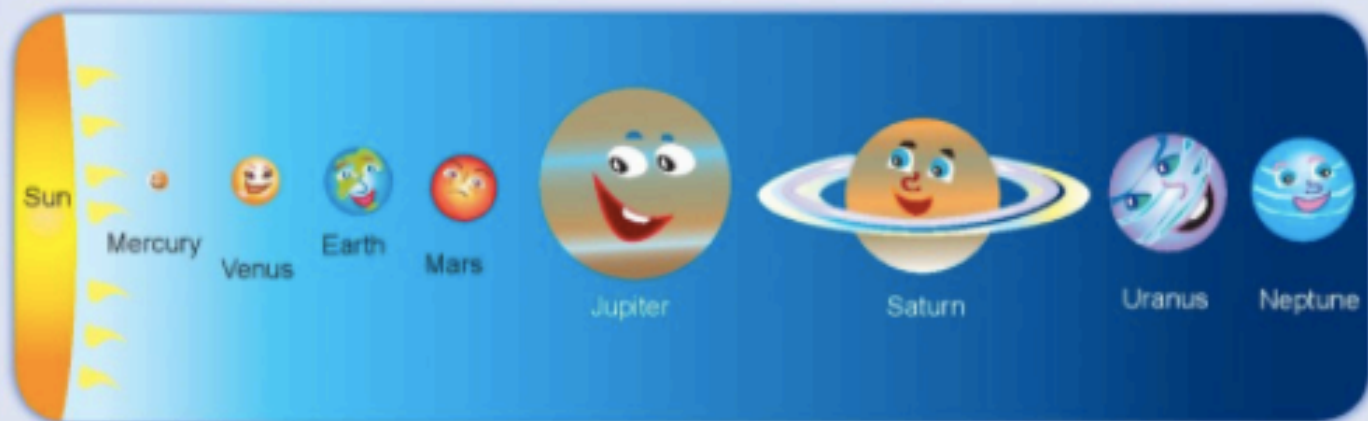 Sun
Mercury
Venus
Earth
Mars
Jupiter
Saturn
Uranus
Neptune